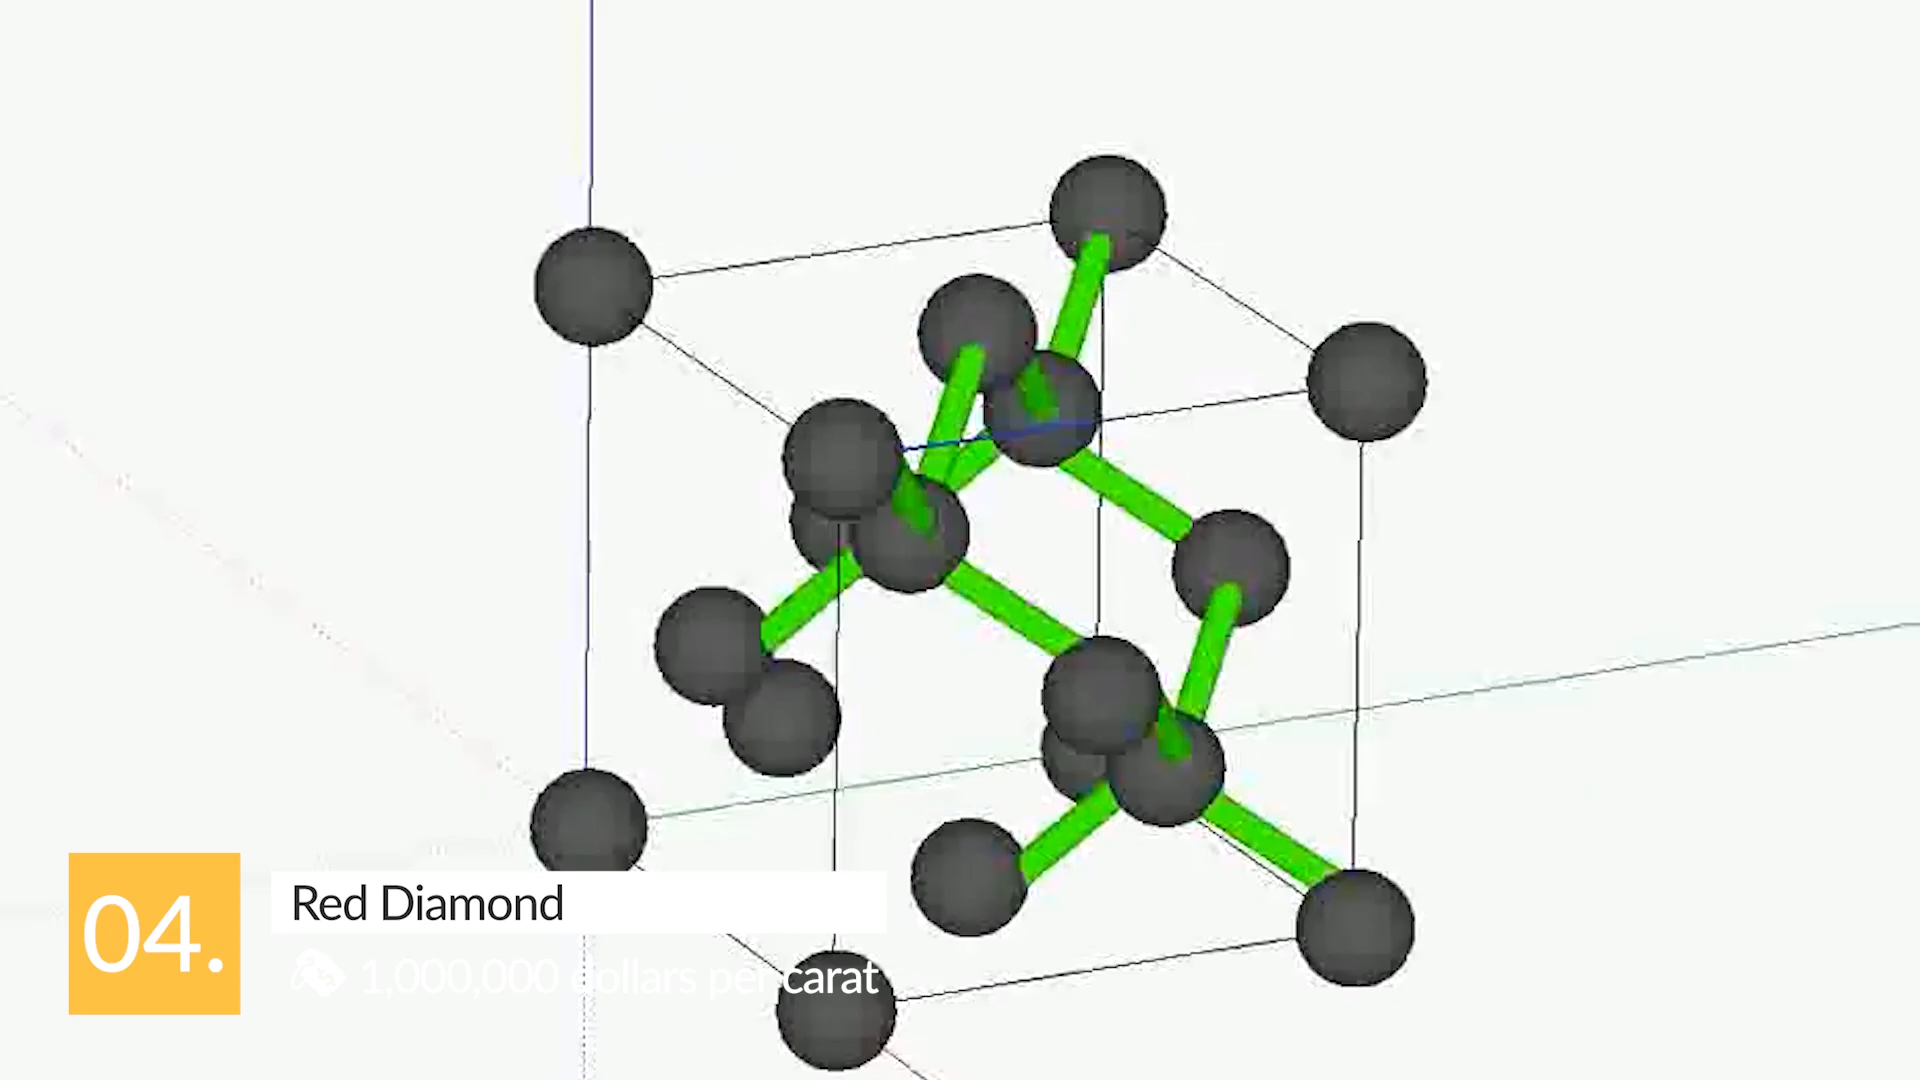 04.
Red Diamond
1,000,000 dollars per carat